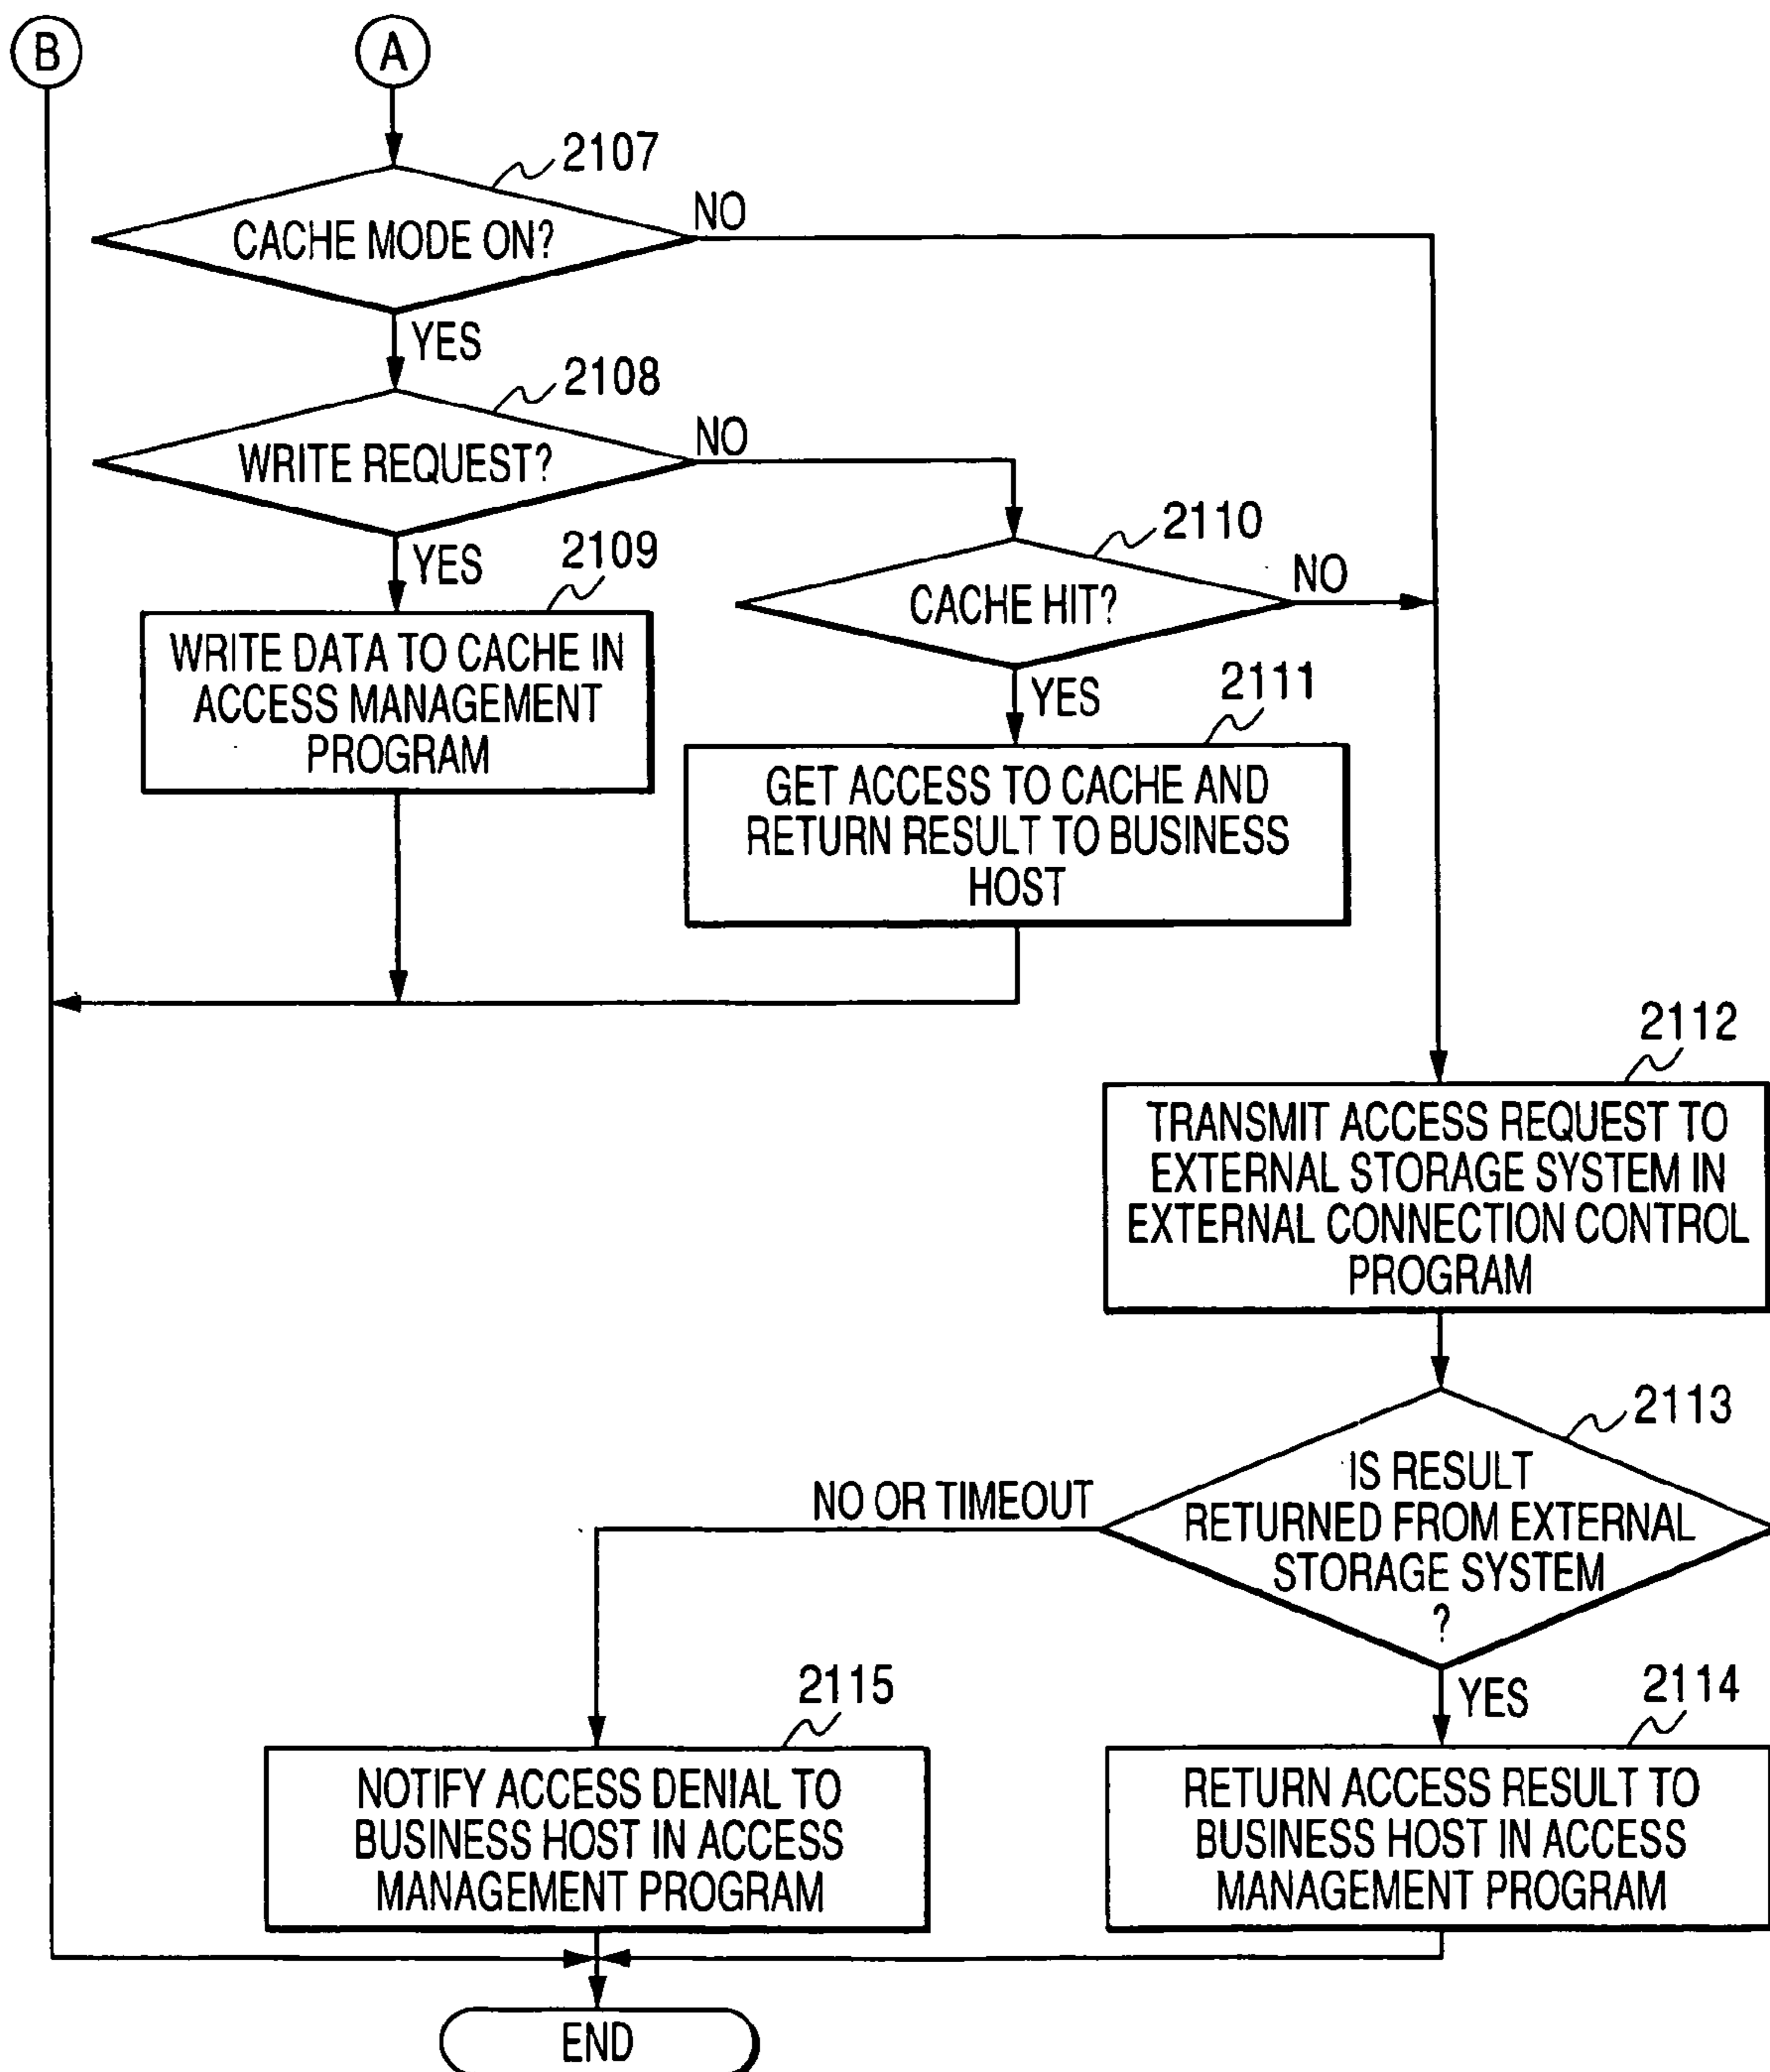 B
A
2107
CACHE MODE ON?
NO
YES
2108
WRITE REQUEST?
NO
YES
2109
WRITE DATA TO CACHE IN
ACCESS MANAGEMENT
PROGRAM
2110
CACHE HIT?
NO
YES
2111
GET ACCESS TO CACHE AND
RETURN RESULT TO BUSINESS
HOST
2112
TRANSMIT ACCESS REQUEST TO
EXTERNAL STORAGE SYSTEM IN
EXTERNAL CONNECTION CONTROL
PROGRAM
2113
IS RESULT
RETURNED FROM EXTERNAL
STORAGE SYSTEM
?
NO OR TIMEOUT
YES
2115
NOTIFY ACCESS DENIAL TO
BUSINESS HOST IN ACCESS
MANAGEMENT PROGRAM
2114
RETURN ACCESS RESULT TO
BUSINESS HOST IN ACCESS
MANAGEMENT PROGRAM
END